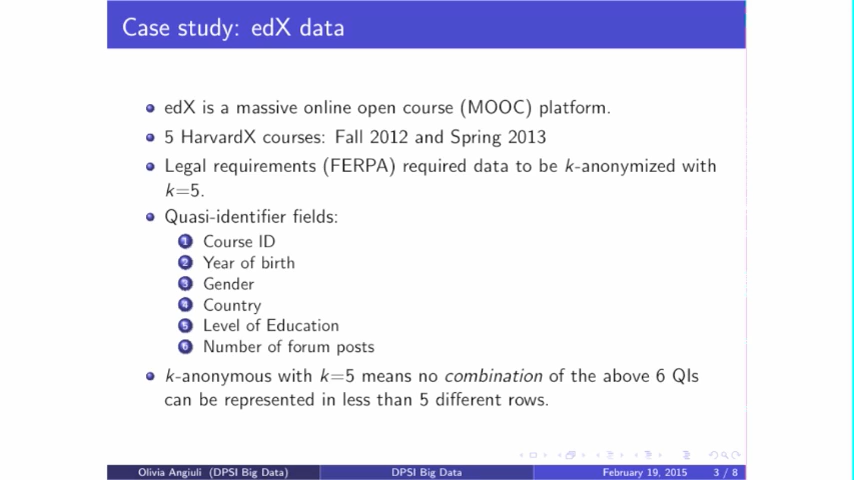 Case study: edX data
edX is a massive online open course (MOOC) platform.
5 HarvardX courses: Fall 2012 and Spring 2013
Legal requirements (FERPA) required data to be k-anonymized with
k=5.
Quasi-identifier fields:
1 Course ID
2 Year of birth
3 Gender
4 Country
5 Level of Education
6 Number of forum posts
k-anonymous with k=5 means no combination of the above 6 QIs
can be represented in less than 5 different rows.
Olivia Angiuli (DPSI Big Data) DPSI Big Data February 19, 2015 3 / 8